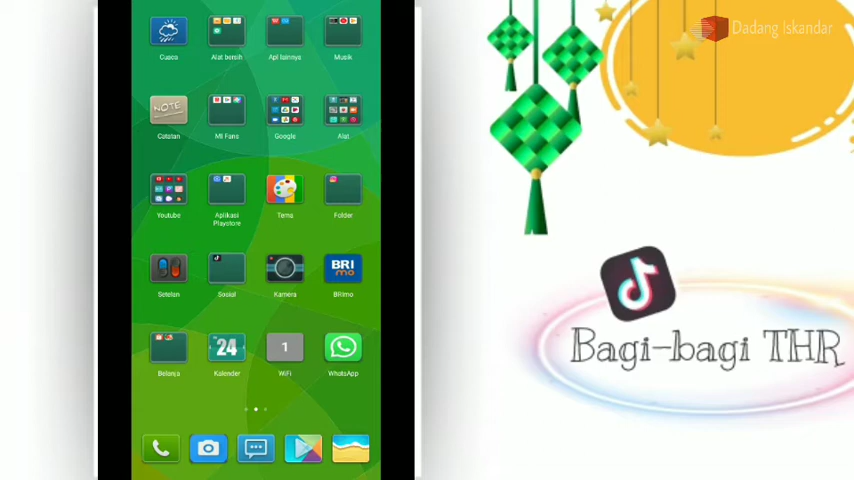 Dadang Iskandar
Cuaca
Alat bersih
Apl lainnya
Musik
NOTE
Catatan
MI Fans
Google
Alat
Youtube
Aplikasi
Playstore
Tema
Folder
BRI
mo
Setelan
Sosial
Kamera
BRImo
24
1
Belanja
Kalender
WiFi
WhatsApp
Bagi-bagi THR